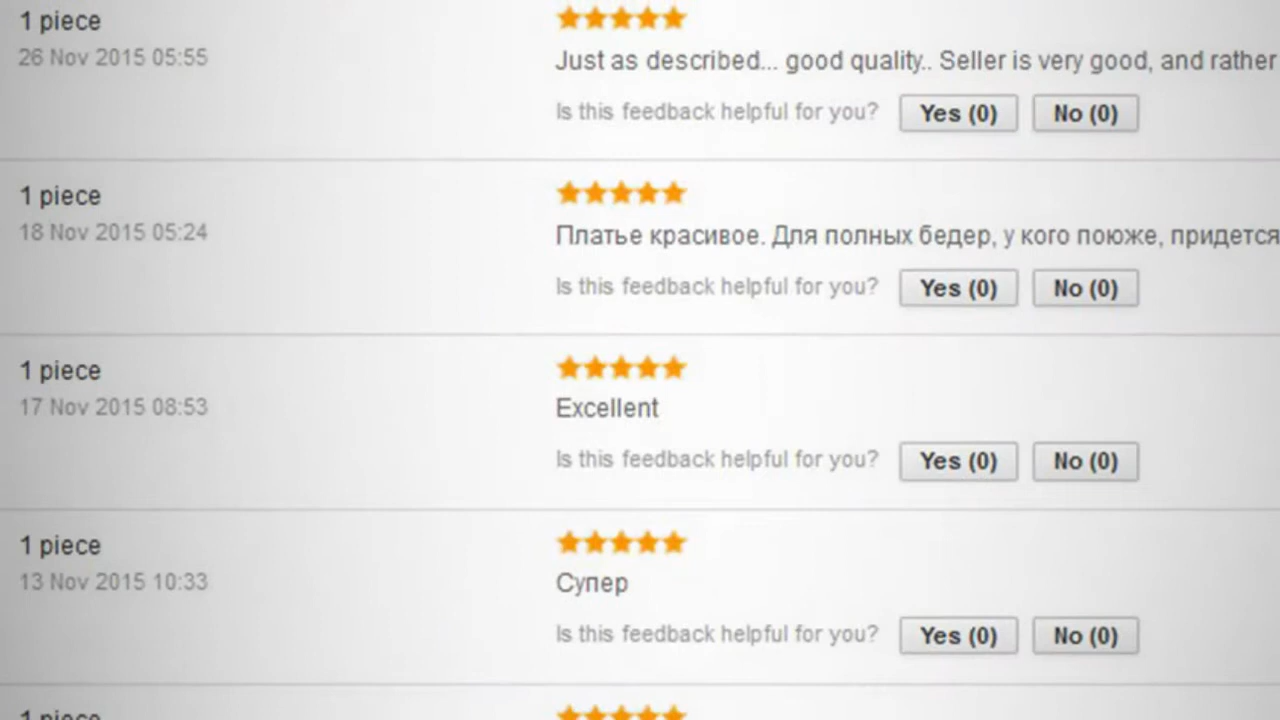 1 piece
26 Nov 2015 05:55
Just as described... good quality.. Seller is very good, and rather
Is this feedback helpful for you? Yes (0) No (0)
1 piece
18 Nov 2015 05:24
Платье красивое. Для полных бедер, у кого поюже, придется
Is this feedback helpful for you? Yes (0) No (0)
1 piece
17 Nov 2015 08:53
Excellent
Is this feedback helpful for you? Yes (0) No (0)
1 piece
13 Nov 2015 10:33
Супер
Is this feedback helpful for you? Yes (0) No (0)
1 piece